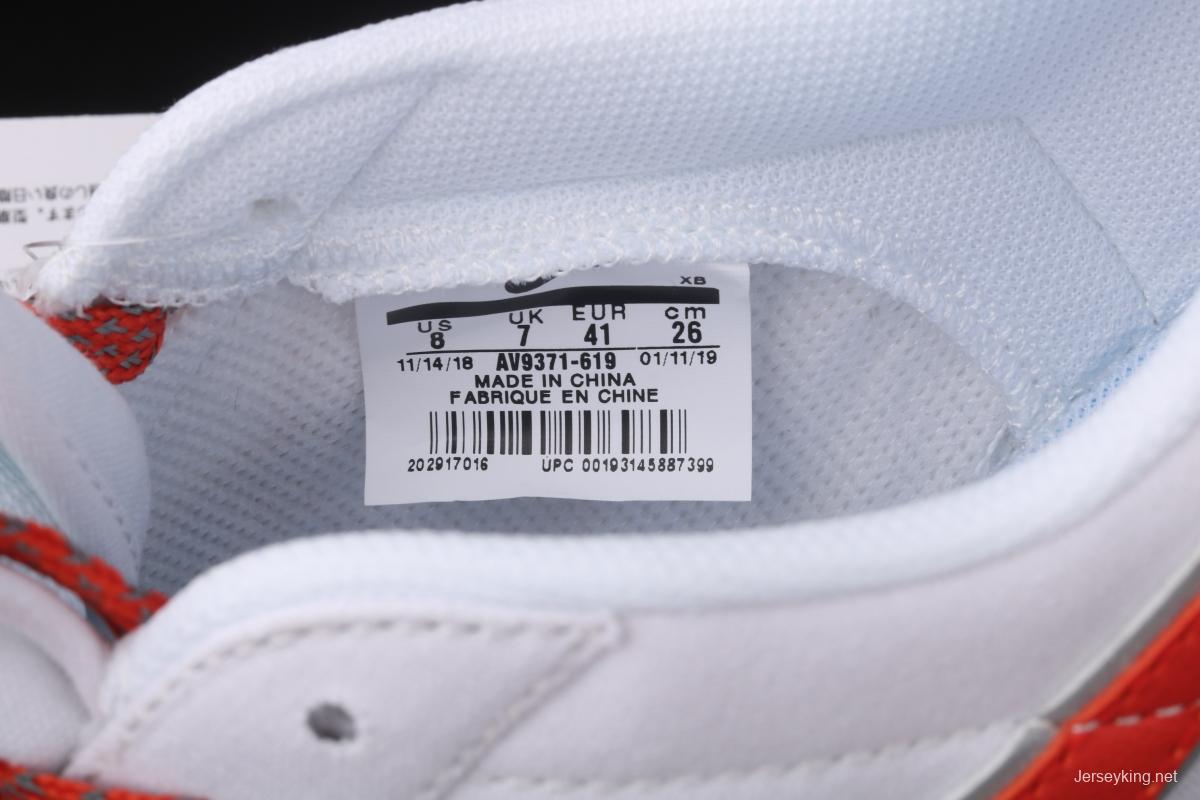 XB
US UK EUR cm
8 7 41 26
11/14/18 AV9371-619 01/11/19
MADE IN CHINA
FABRIQUE EN CHINE
202917016 UPC 00193145887399
Jerseyking.net